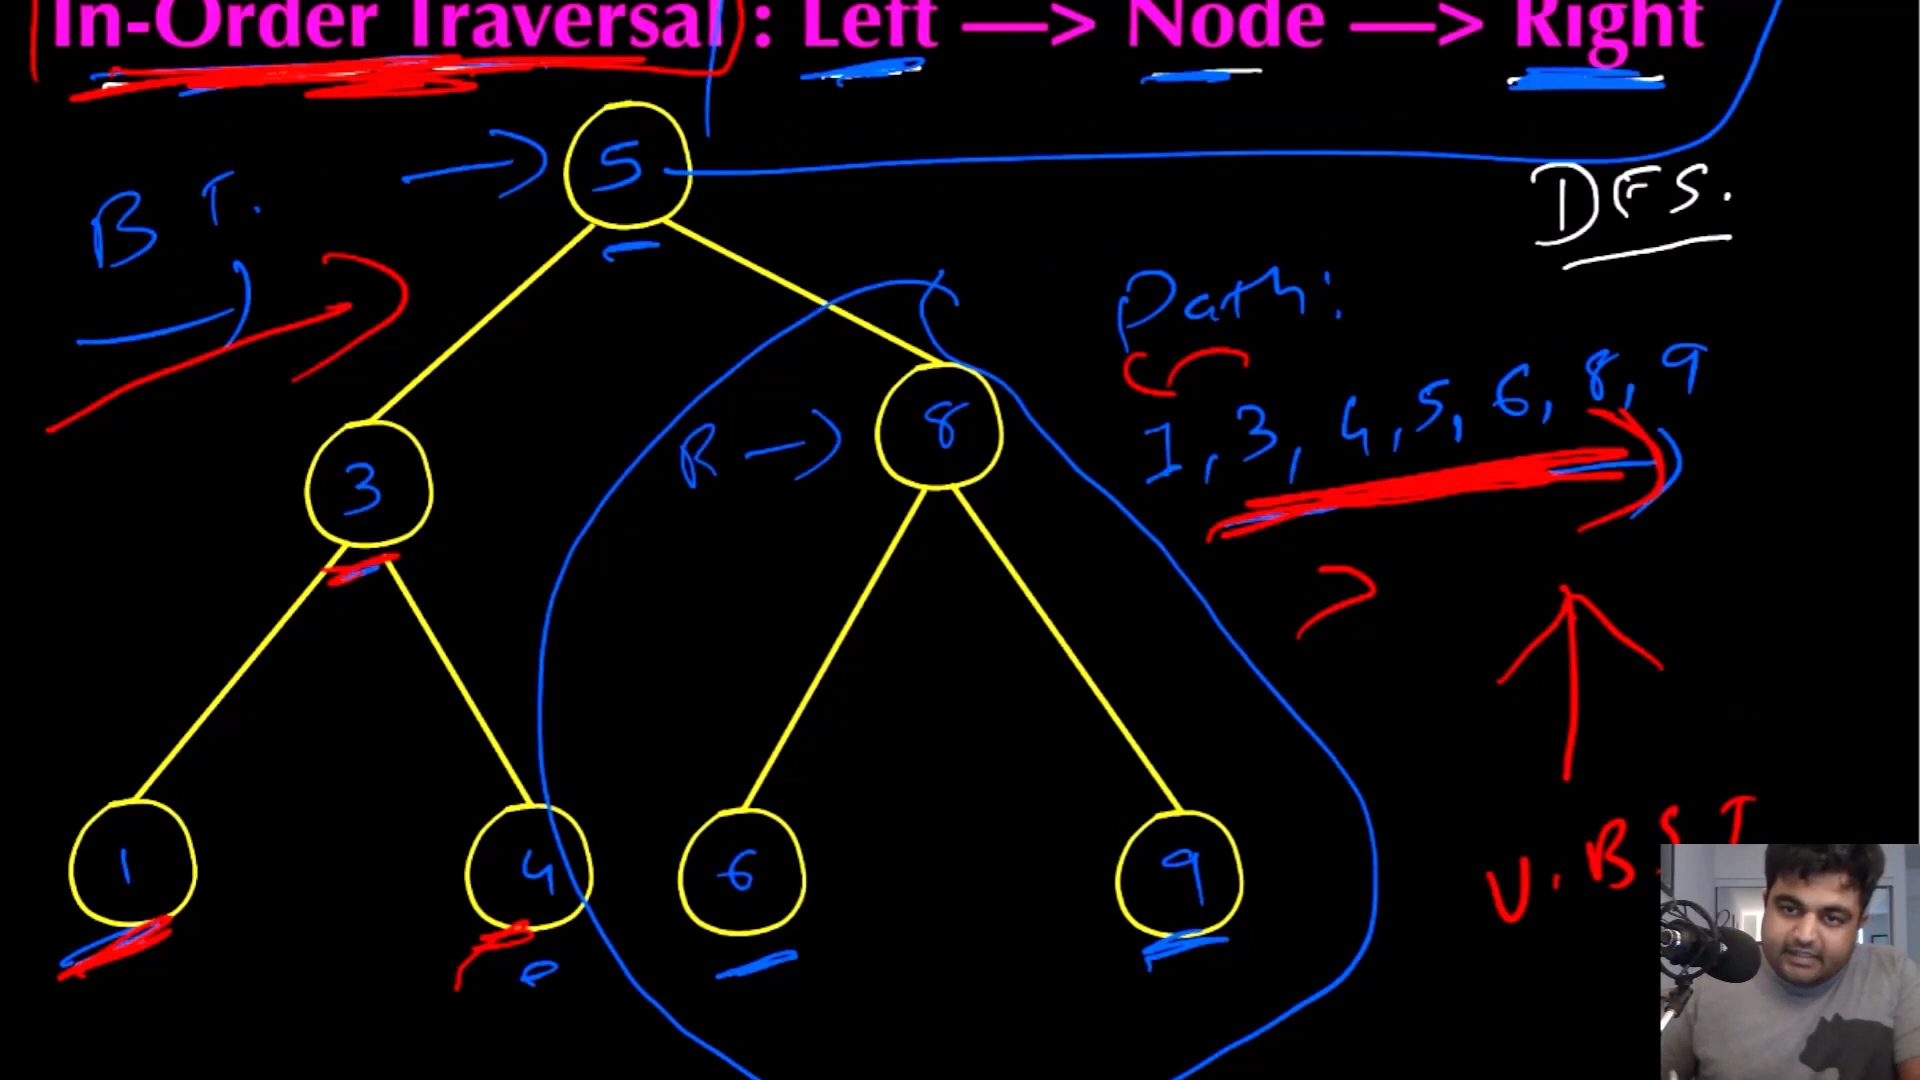 In-Order Traversal : Left —> Node —> Right
5
B T.
DFS.
Path:
1, 3, 4, 5, 6, 8, 9
R →
8
3
V. B. S. T
1
4
6
9